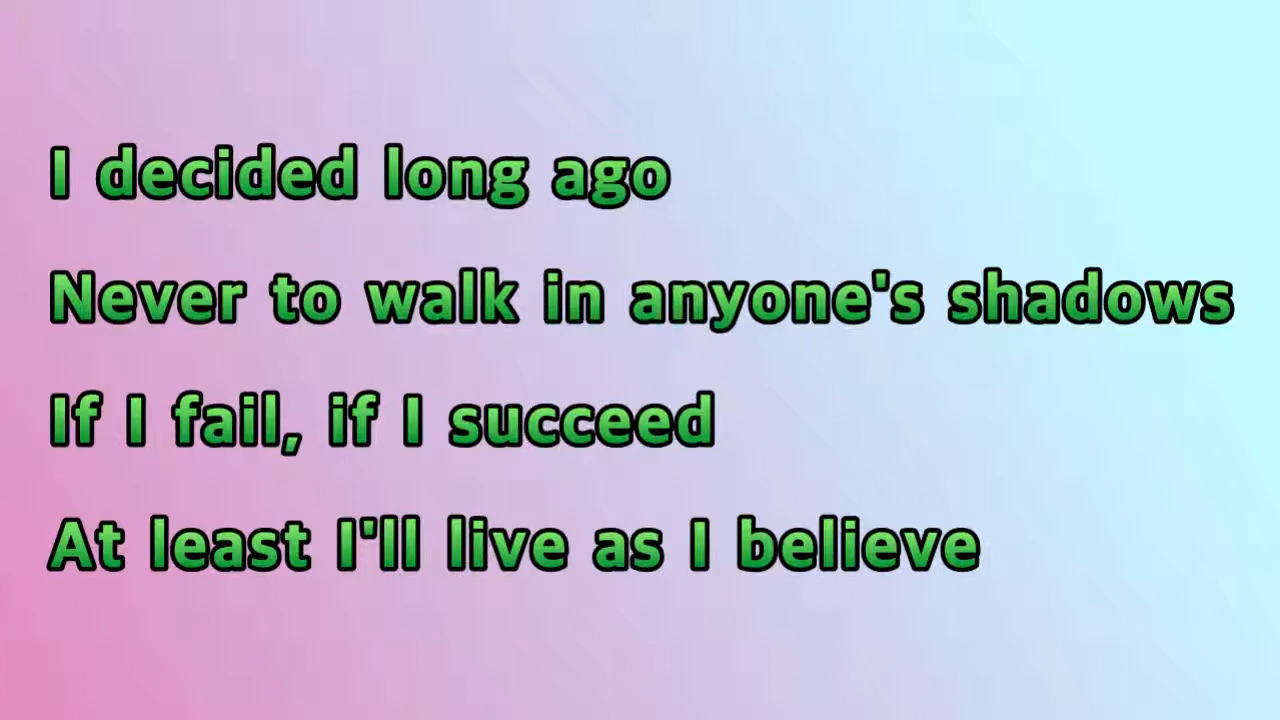 I decided long ago
Never to walk in anyone's shadows
If I fail, if I succeed
At least I'll live as I believe